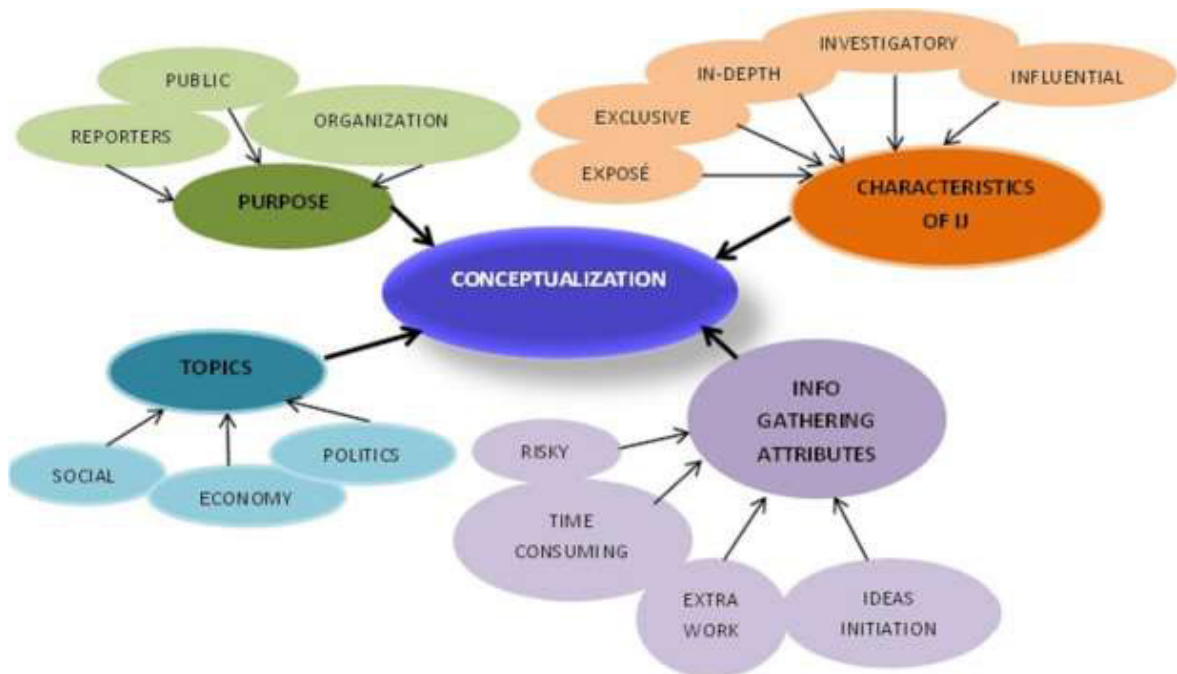 PUBLIC
REPORTERS
ORGANIZATION
PURPOSE
INVESTIGATORY
IN-DEPTH
INFLUENTIAL
EXCLUSIVE
EXPOSÉ
CHARACTERISTICS
OF IJ
CONCEPTUALIZATION
TOPICS
SOCIAL
ECONOMY
POLITICS
INFO
GATHERING
ATTRIBUTES
RISKY
TIME
CONSUMING
EXTRA
WORK
IDEAS
INITIATION